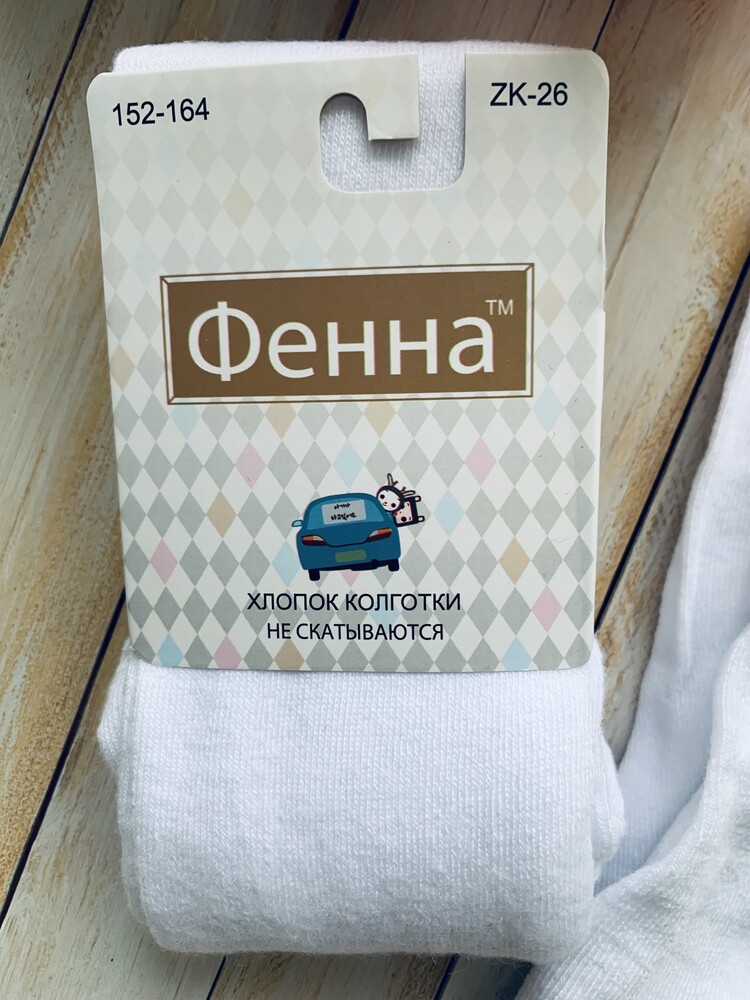 152-164
ZK-26
Фенна™
ХЛОПОК КОЛГОТКИ
НЕ СКАТЫВАЮТСЯ